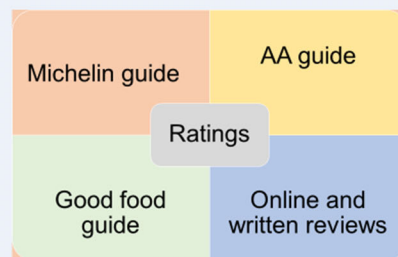 Michelin guide
AA guide
Ratings
Good food
guide
Online and
written reviews